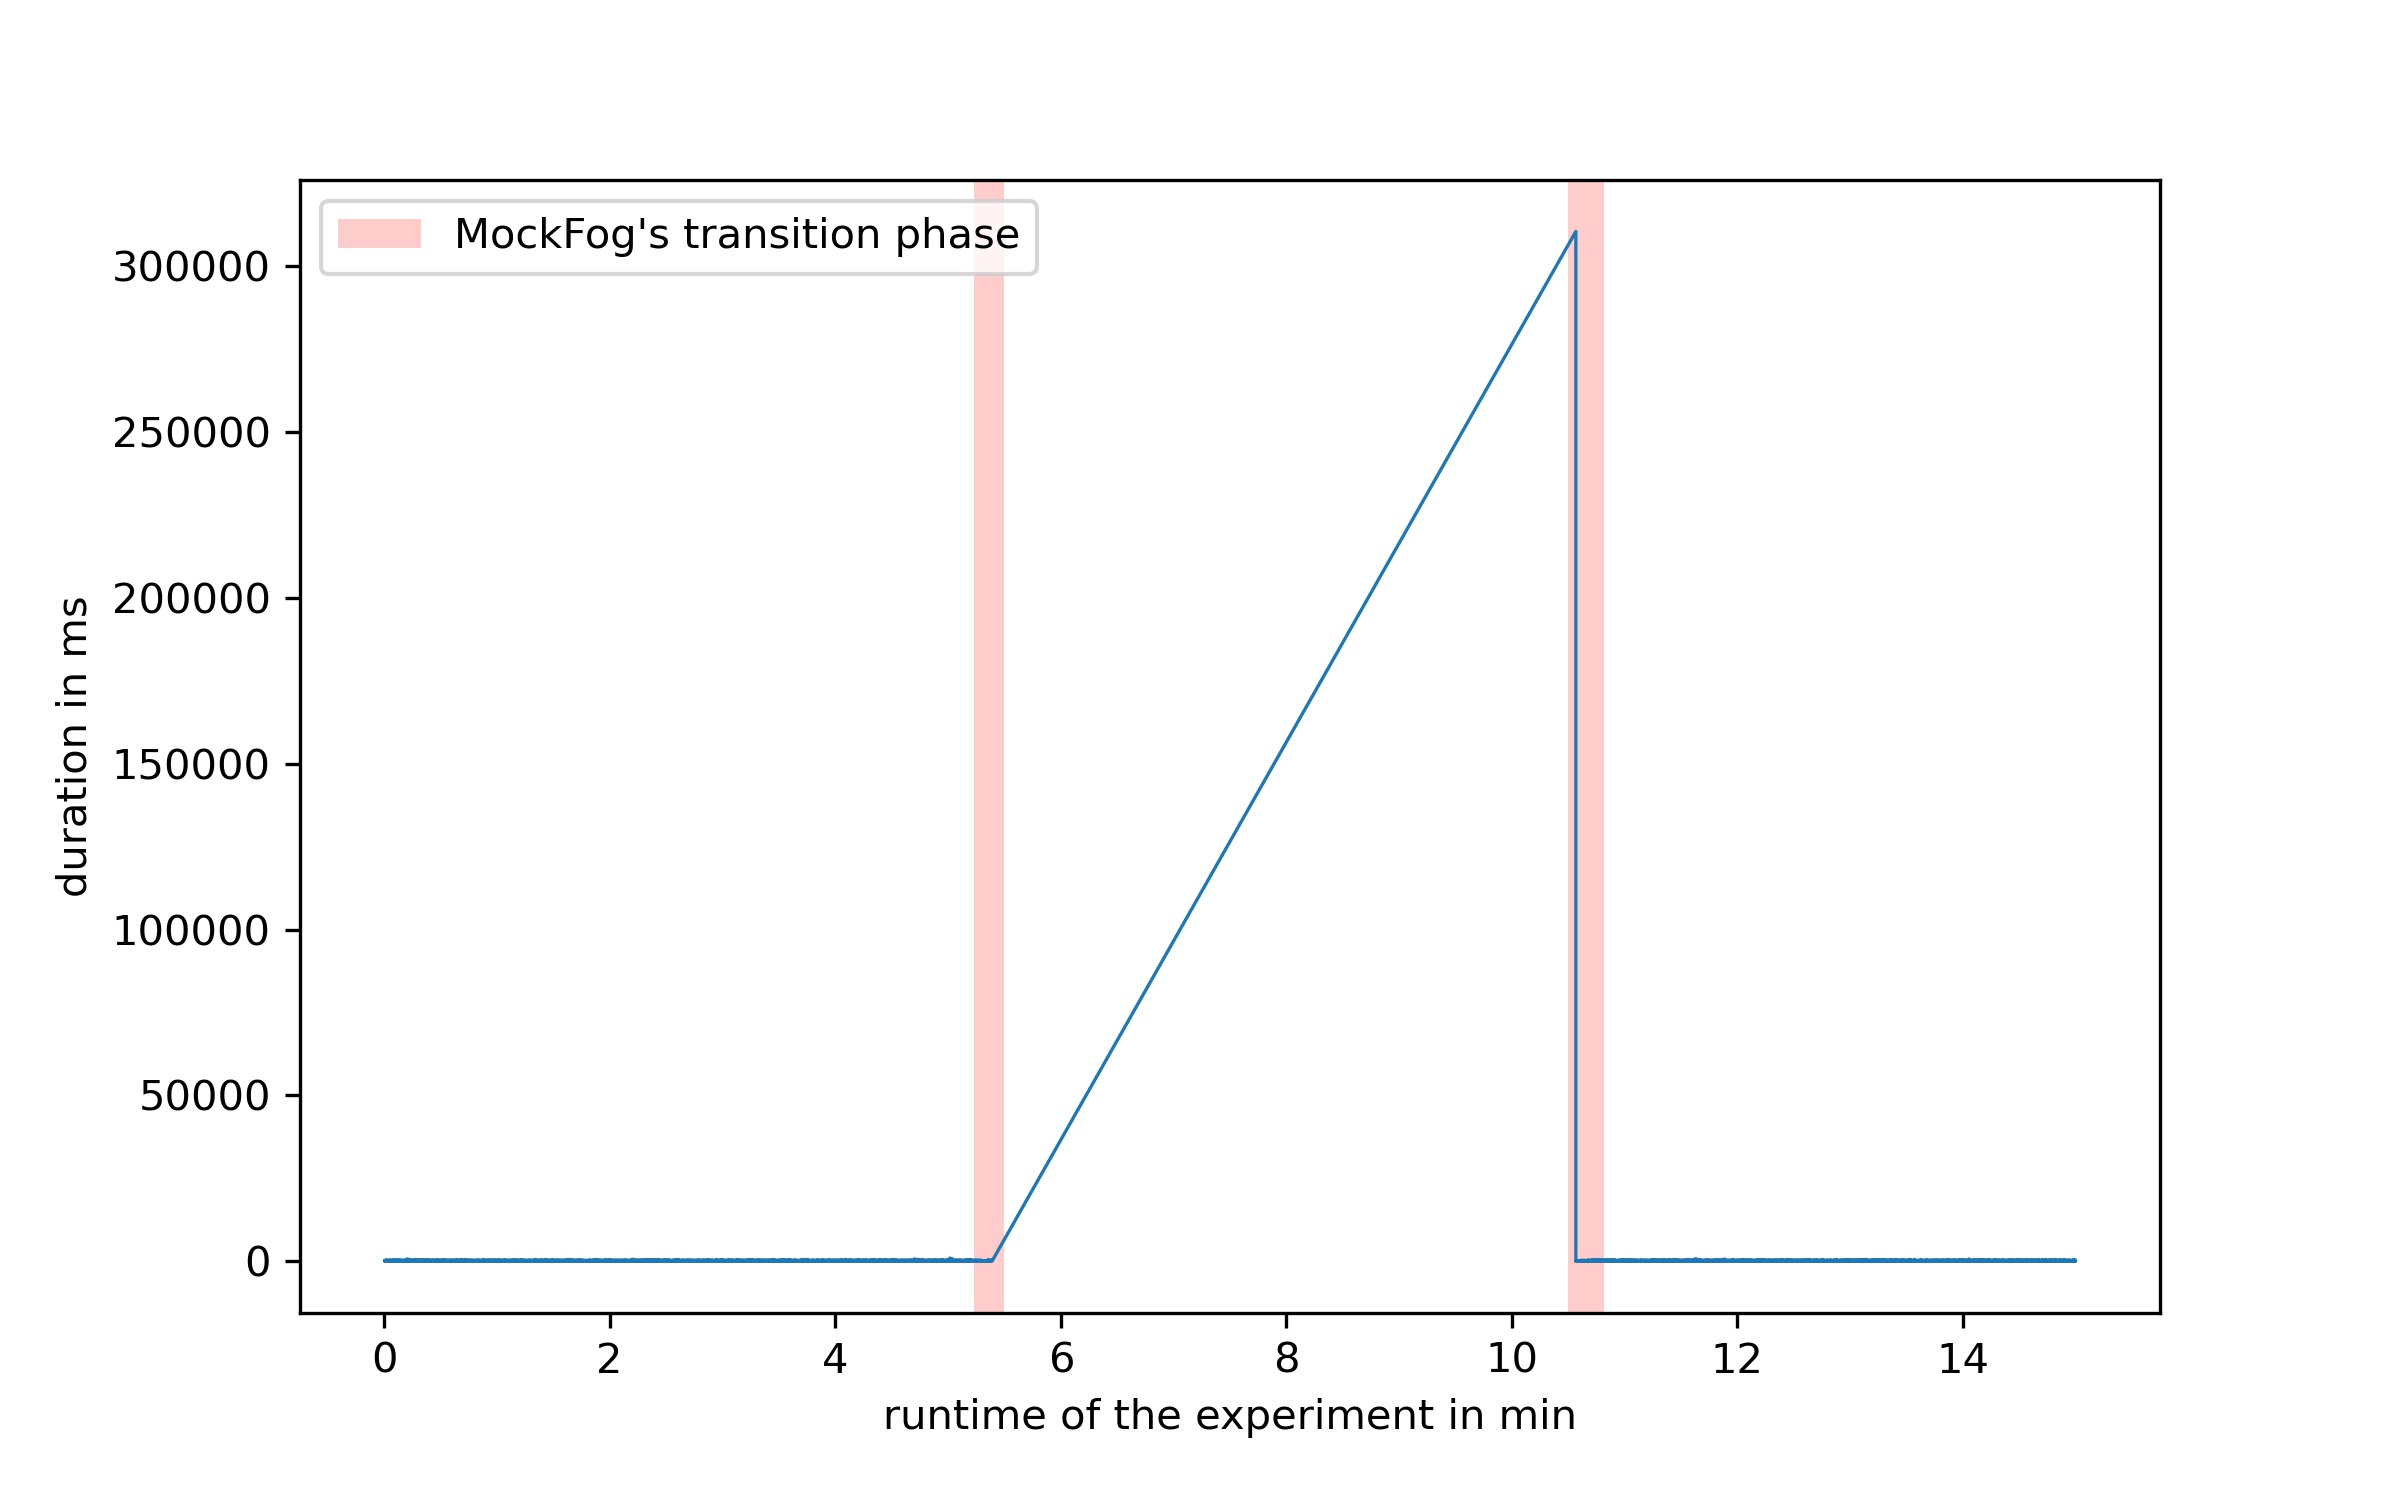 MockFog's transition phase
300000
250000
200000
150000
100000
50000
0
duration in ms
0 2 4 6 8 10 12 14
runtime of the experiment in min